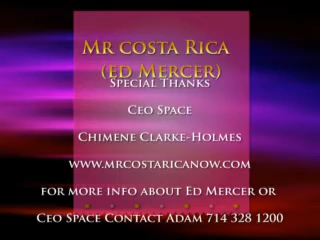 Mr costa Rica
(ed Mercer)
Special Thanks
Ceo Space
Chimene Clarke-Holmes
www.mrcostaricanow.com
for more info about Ed Mercer or
Ceo Space Contact Adam 714 328 1200